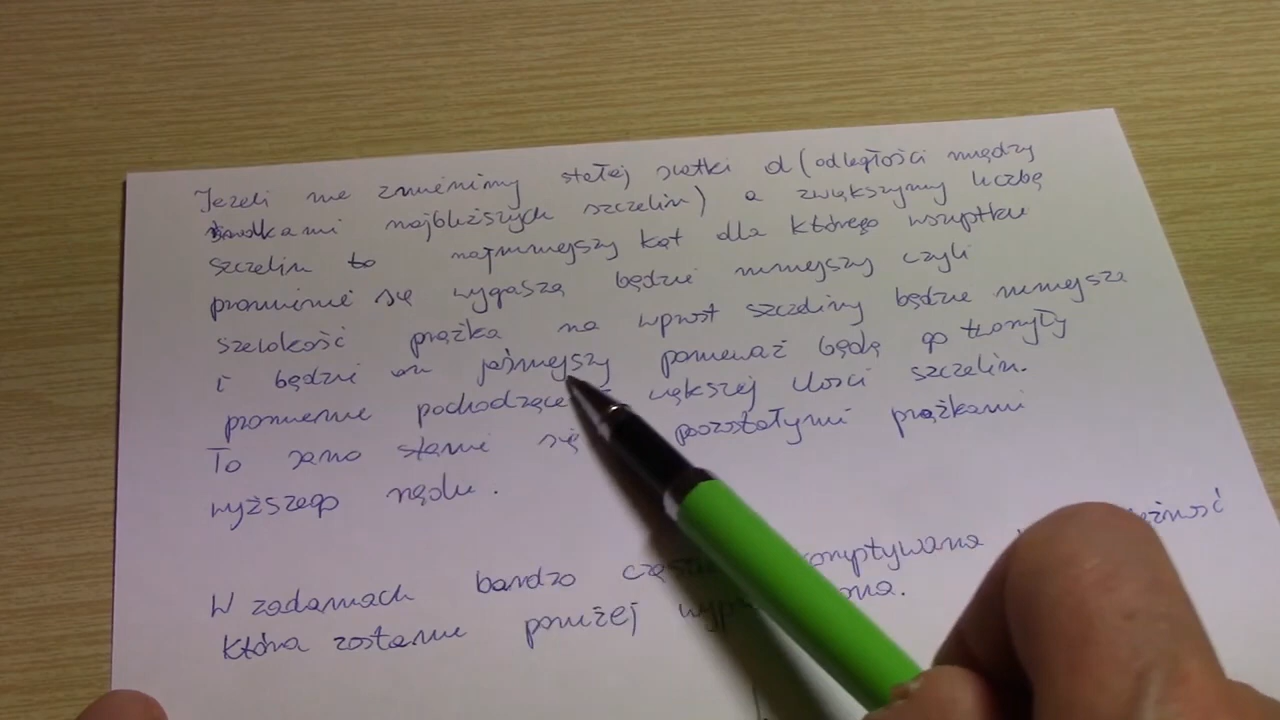 Jeżeli nie zmienimy stałej siatki d (odległości między
środkami najbliższych szczelin) a zwiększymy liczbę
szczelin to najmniejszy kąt dla którego wszystkie
promienie się wygaszą będzie mniejszy czyli
szerokość prążka na wprost szczeliny będzie mniejsza
i będzie on jaśniejszy ponieważ będą go tworzyły
promienie pochodzące większej ilości szczelin.
To samo stanie się pozostałymi prążkami
wyższego rzędu.
W zadaniach bardzo
która zostanie poniżej